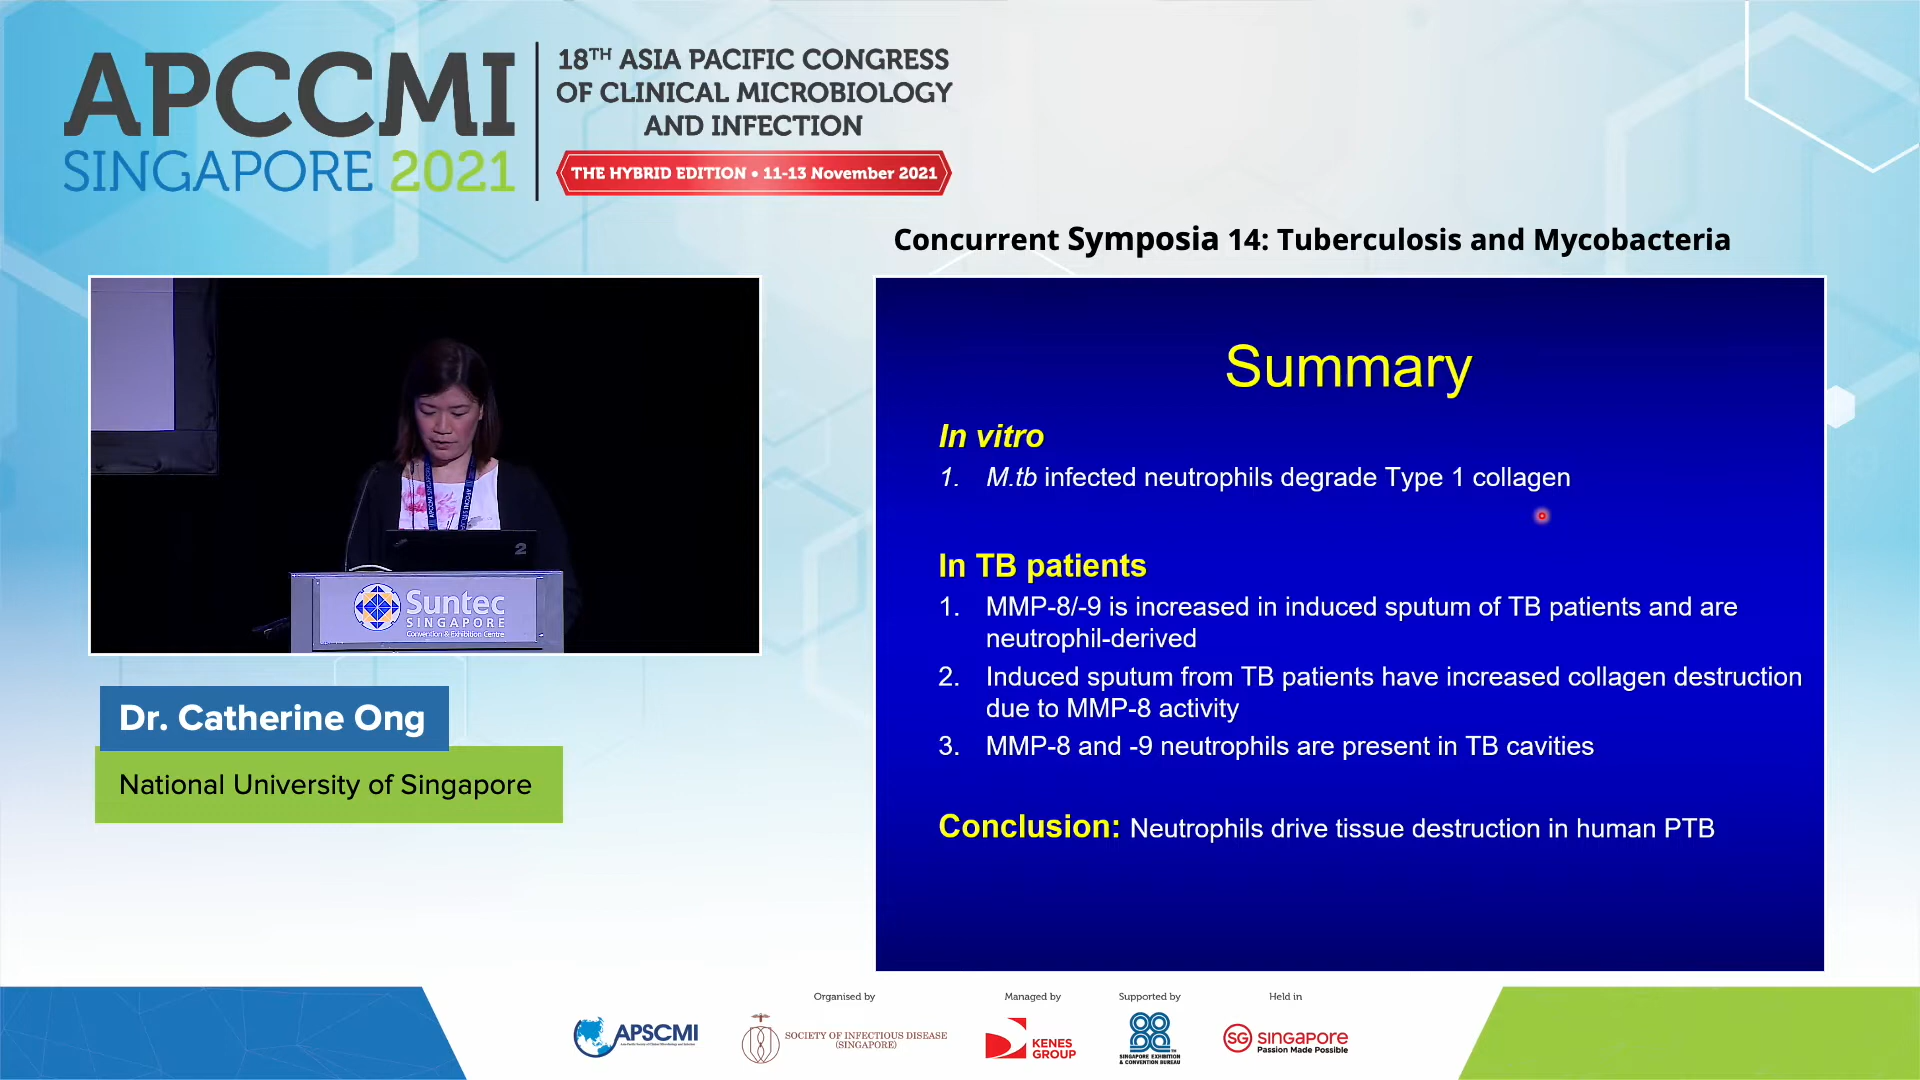 APCCMI
SINGAPORE 2021
18TH ASIA PACIFIC CONGRESS
OF CLINICAL MICROBIOLOGY
AND INFECTION
THE HYBRID EDITION • 11-13 November 2021
Concurrent Symposia 14: Tuberculosis and Mycobacteria
2
Suntec
SINGAPORE
Convention & Exhibition Centre
Dr. Catherine Ong
National University of Singapore
Summary
In vitro
1. M.tb infected neutrophils degrade Type 1 collagen
In TB patients
1. MMP-8/-9 is increased in induced sputum of TB patients and are
neutrophil-derived
2. Induced sputum from TB patients have increased collagen destruction
due to MMP-8 activity
3. MMP-8 and -9 neutrophils are present in TB cavities
Conclusion: Neutrophils drive tissue destruction in human PTB
Organised by
APSCMI
SOCIETY OF INFECTIOUS DISEASE
(SINGAPORE)
Managed by
KENES
GROUP
Supported by
SINGAPORE EXHIBITION
& CONVENTION BUREAU
Held in
SG SINGAPORE
Passion Made Possible